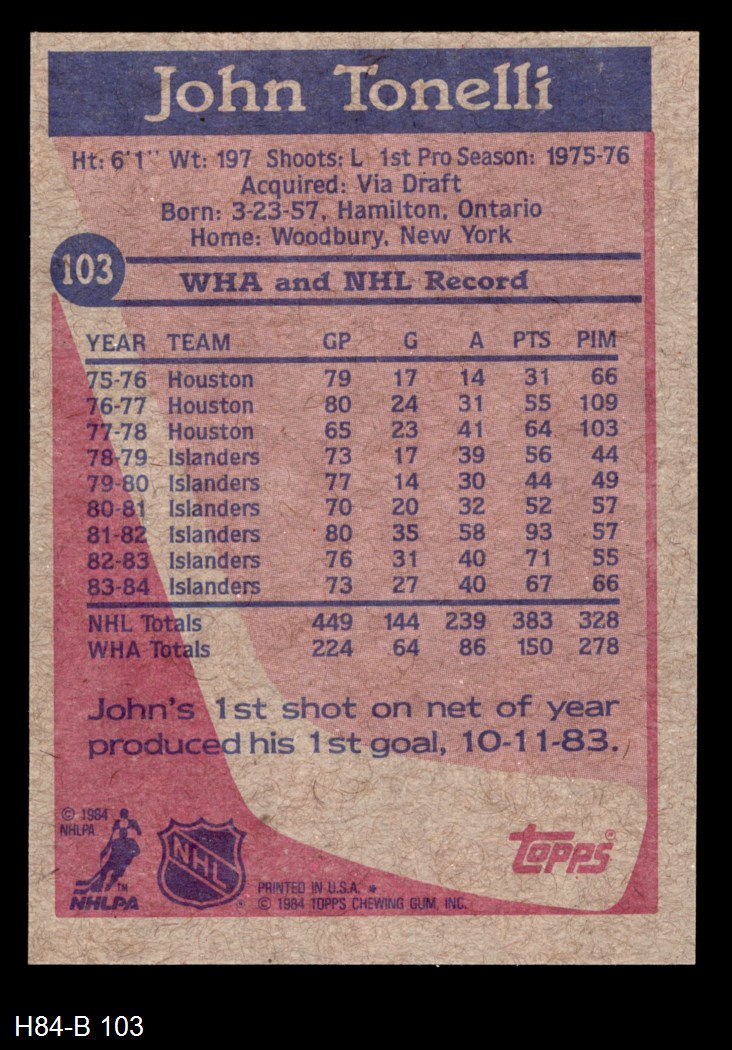 John Tonelli
Ht: 6'1'' Wt: 197 Shoots: L 1st Pro Season: 1975-76
Acquired: Via Draft
Born: 3-23-57, Hamilton, Ontario
Home: Woodbury, New York
103
WHA and NHL Record
YEAR TEAM GP G A PTS PIM
75-76 Houston 79 17 14 31 66
76-77 Houston 80 24 31 55 109
77-78 Houston 65 23 41 64 103
78-79 Islanders 73 17 39 56 44
79-80 Islanders 77 14 30 44 49
80-81 Islanders 70 20 32 52 57
81-82 Islanders 80 35 58 93 57
82-83 Islanders 76 31 40 71 55
83-84 Islanders 73 27 40 67 66
NHL Totals 449 144 239 383 328
WHA Totals 224 64 86 150 278
John's 1st shot on net of year
produced his 1st goal, 10-11-83.
© 1984
NHLPA
TM
NHLPA
NHL
®
PRINTED IN U.S.A. *
© 1984 TOPPS CHEWING GUM, INC.
topps®
H84-B 103